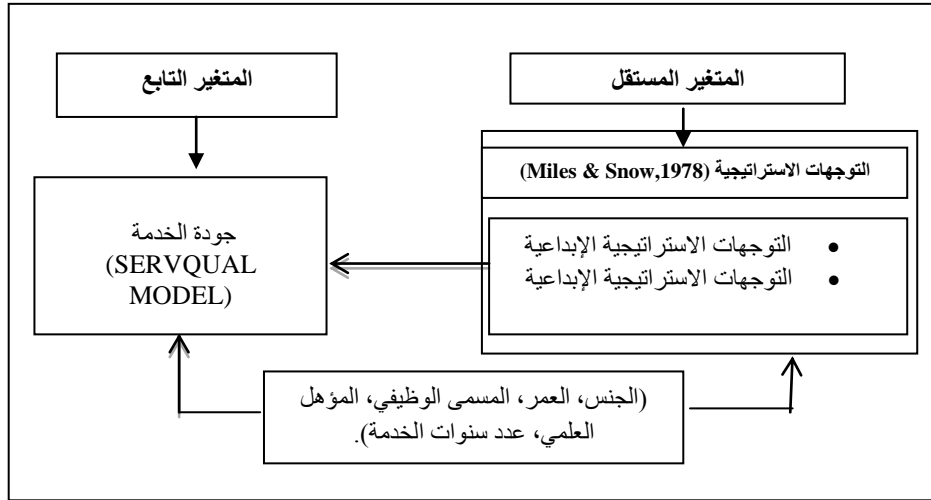 المتغير المستقل
المتغير التابع
التوجهات الاستراتيجية (Miles & Snow,1978)
• التوجهات الاستراتيجية الإبداعية
• التوجهات الاستراتيجية الإبداعية
جودة الخدمة
(SERVQUAL
MODEL)
(الجنس، العمر، المسمى الوظيفي، المؤهل
العلمي، عدد سنوات الخدمة).